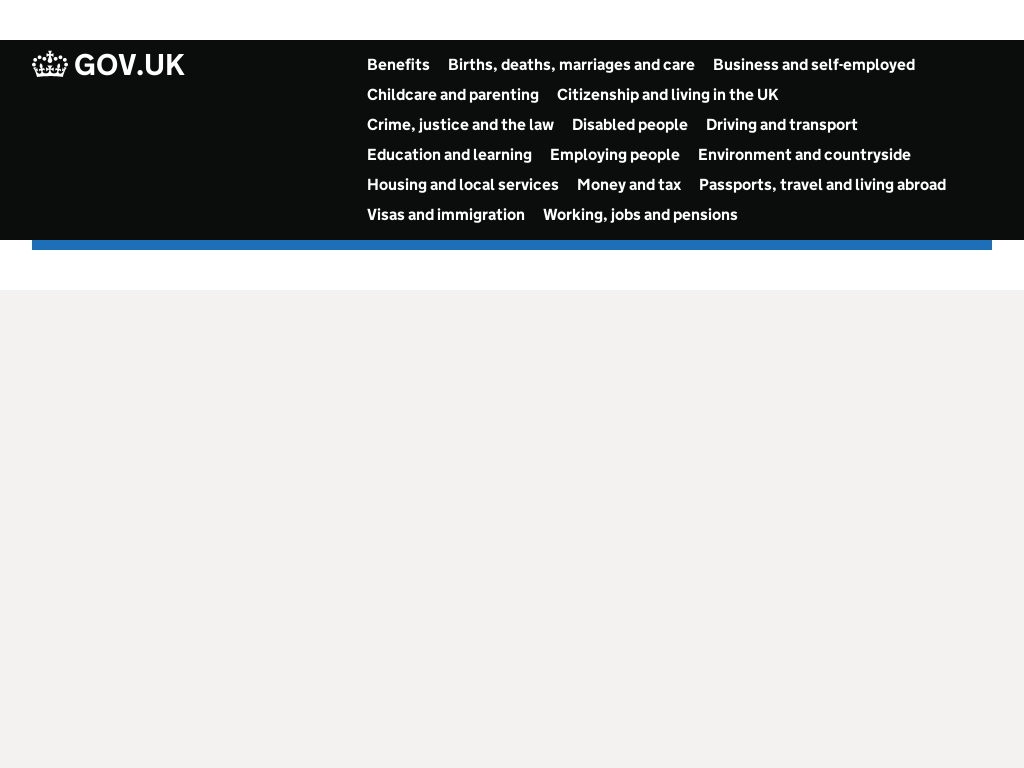 GOV.UK
Benefits Births, deaths, marriages and care Business and self-employed
Childcare and parenting Citizenship and living in the UK
Crime, justice and the law Disabled people Driving and transport
Education and learning Employing people Environment and countryside
Housing and local services Money and tax Passports, travel and living abroad
Visas and immigration Working, jobs and pensions